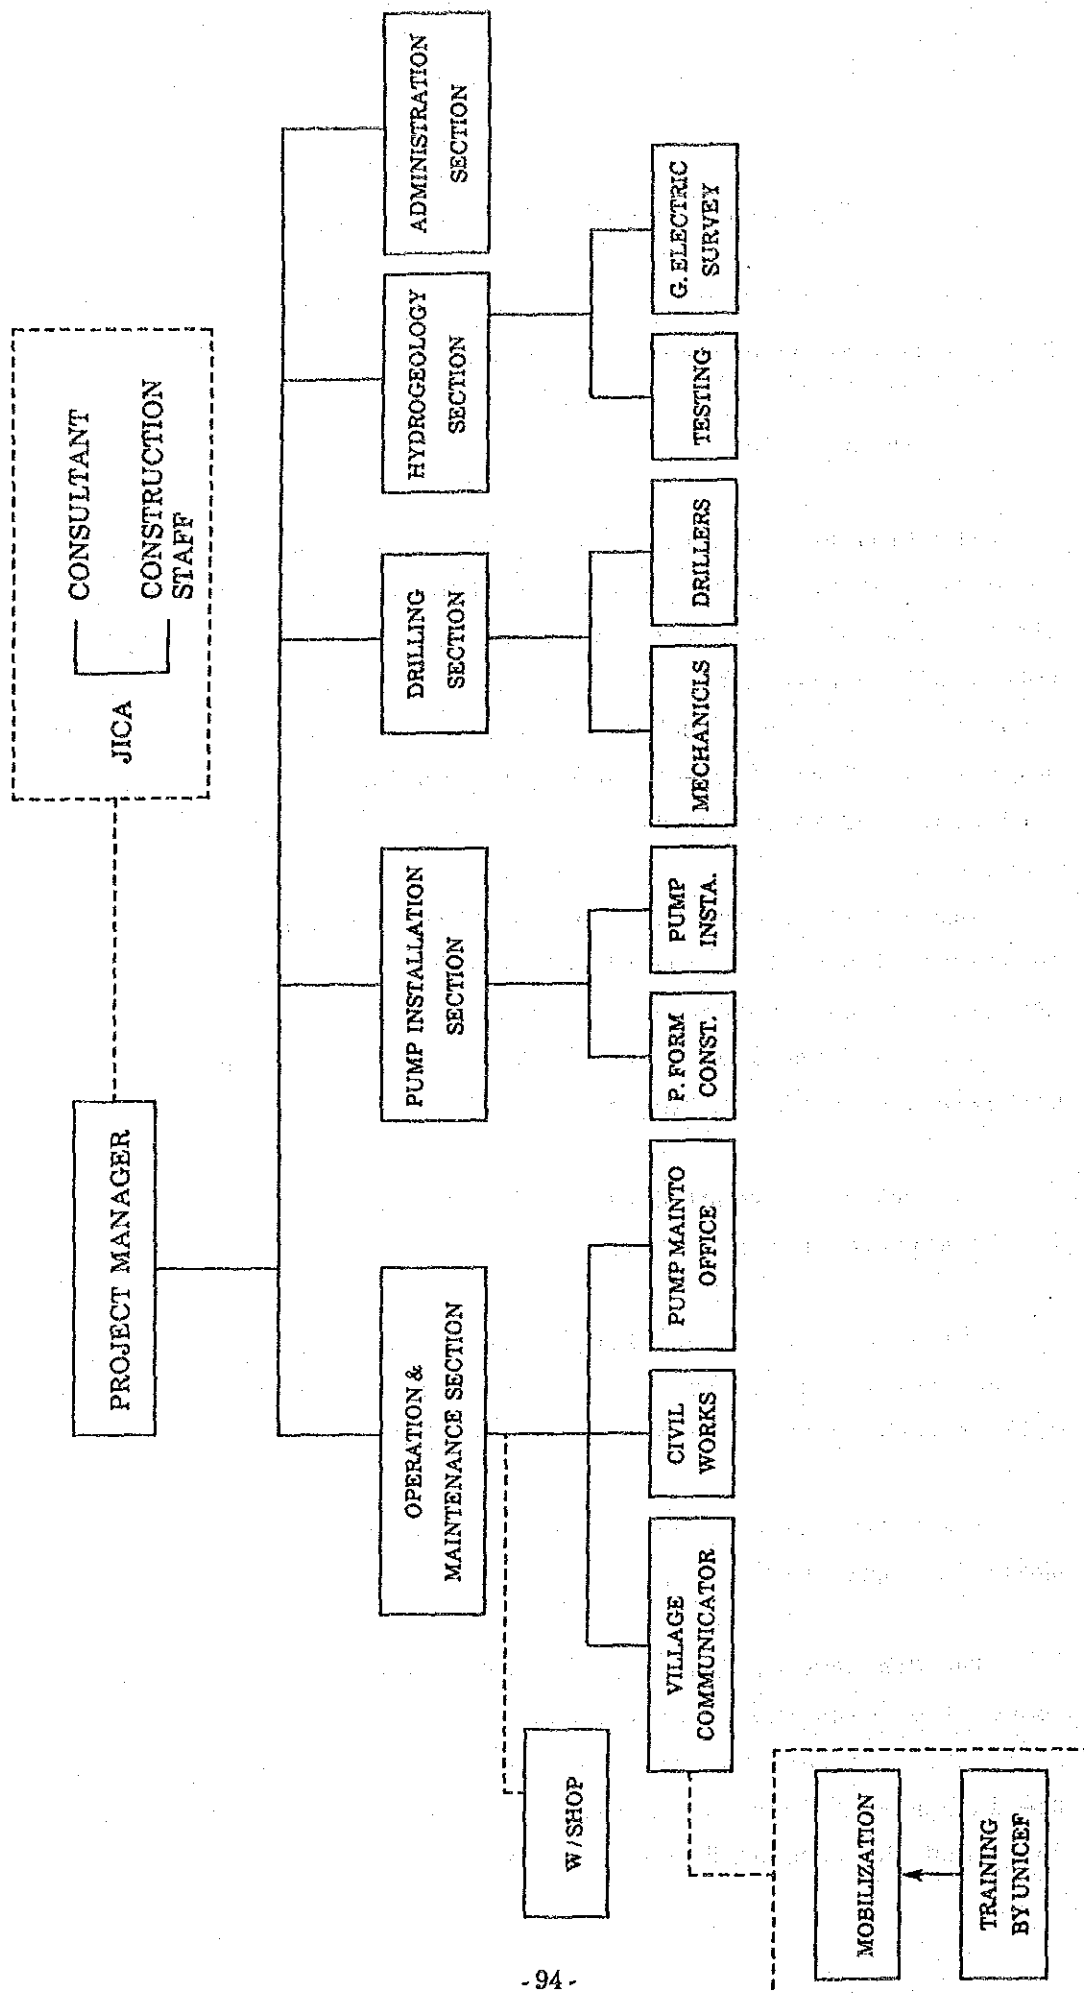 JICA
CONSULTANT
CONSTRUCTION
STAFF
PROJECT MANAGER
OPERATION &
MAINTENANCE SECTION
PUMP INSTALLATION
SECTION
DRILLING
SECTION
HYDROGEOLOGY
SECTION
ADMINISTRATION
SECTION
W/SHOP
VILLAGE
COMMUNICATOR
CIVIL
WORKS
PUMP MAINTO
OFFICE
P. FORM
CONST.
PUMP
INSTA.
MECHANICLS
DRILLERS
TESTING
G. ELECTRIC
SURVEY
MOBILIZATION
TRAINING
BY UNICEF
- 94 -